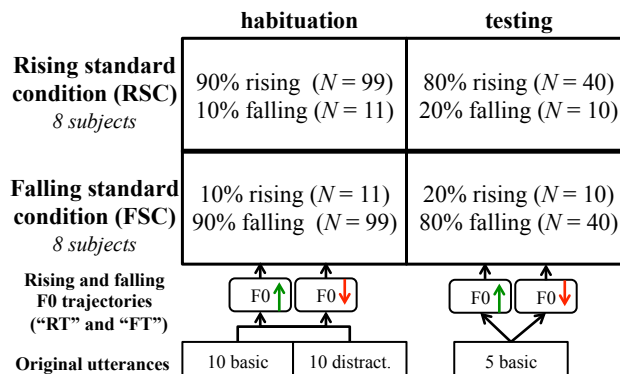 habituation testing
Rising standard
condition (RSC)
8 subjects
90% rising (N = 99)
10% falling (N = 11)
80% rising (N = 40)
20% falling (N = 10)
Falling standard
condition (FSC)
8 subjects
10% rising (N = 11)
90% falling (N = 99)
20% rising (N = 10)
80% falling (N = 40)
Rising and falling
F0 trajectories
(“RT” and “FT”)
F0 F0 F0 F0
Original utterances
10 basic 10 distract. 5 basic